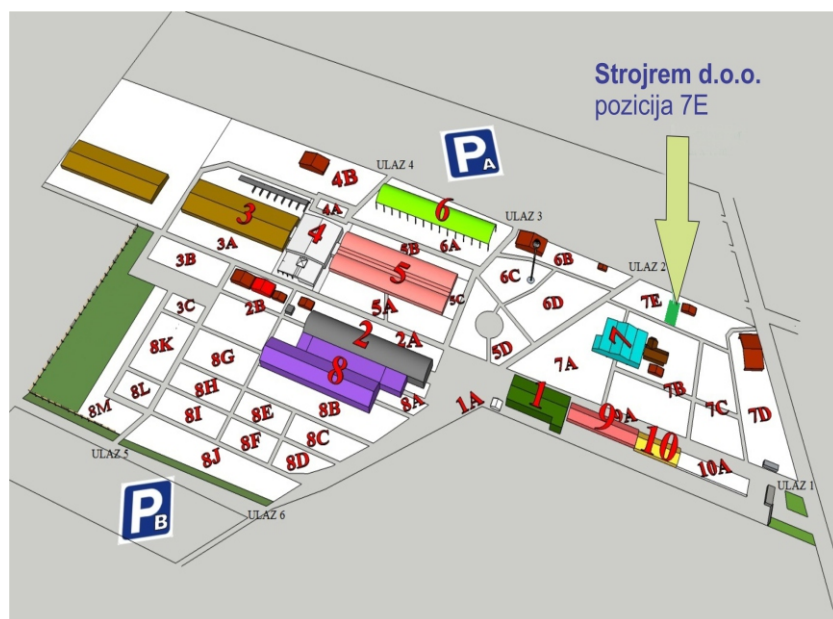 Strojrem d.o.o.
pozicija 7E
ULAZ 4
P A
4B
4A
3
6
ULAZ 3
3A
4
5B
6A
6B
ULAZ 2
3B
5
6C
7E
5A
5C
6D
2B
3C
2
2A
5D
7
7A
8K
8G
8
7B
7C
7D
8L
8H
8M
8I
8E
8B
8A
1A
1
9
9A
10
10A
8F
8C
8D
8J
ULAZ 5
ULAZ 1
P B
ULAZ 6